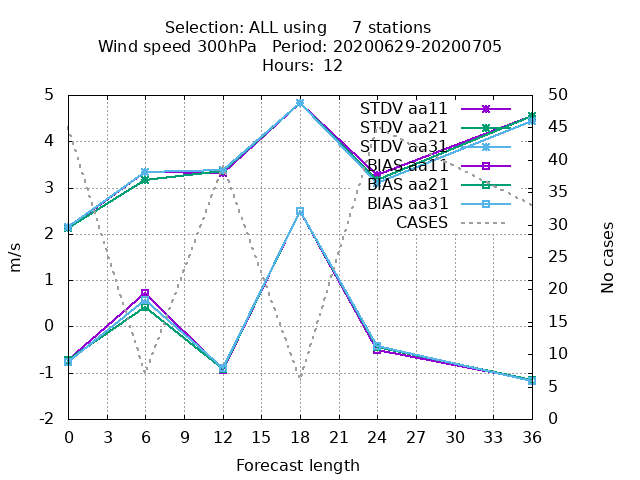 Selection: ALL using 7 stations
Wind speed 300hPa Period: 20200629-20200705
Hours: 12
5 50
STDV aa11
45
STDV aa21
4
STDV aa31
40
BIAS aa11
3 35
BIAS aa21
BIAS aa31
30
CASES
2
m/s
25
No cases
1
20
0 15
10
-1
5
-2 0
0 3 6 9 12 15 18 21 24 27 30 33 36
Forecast length